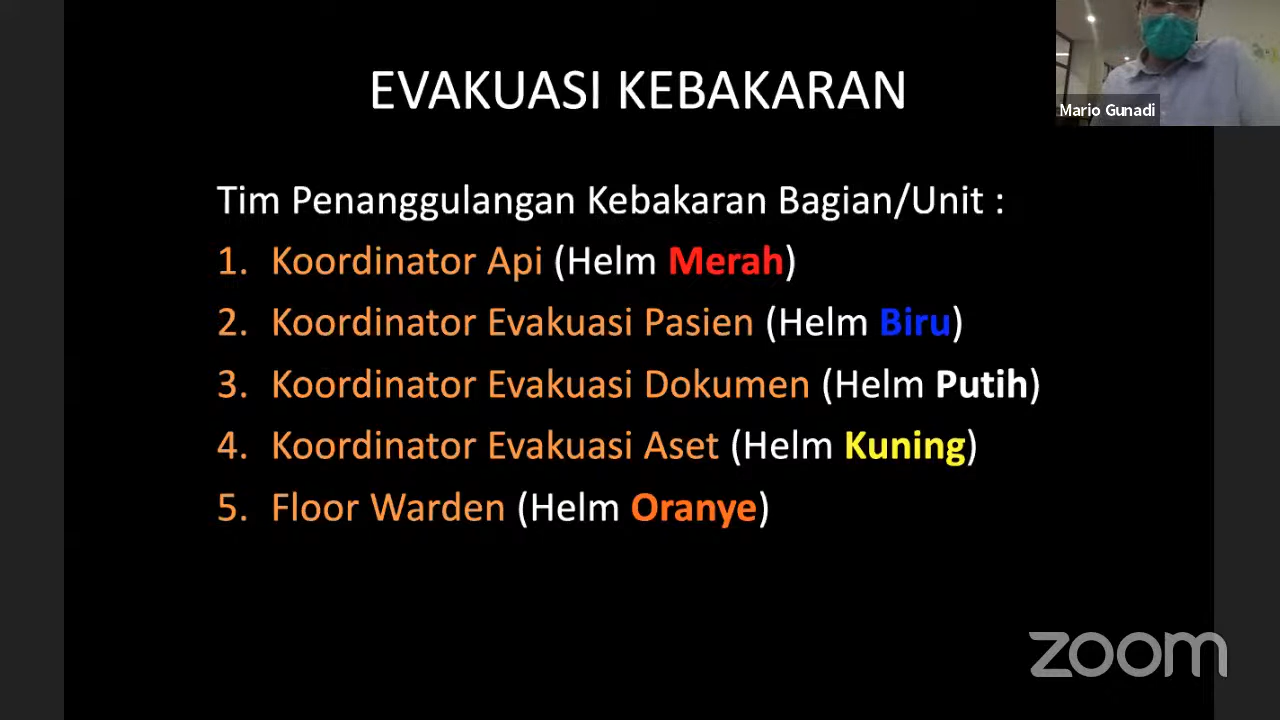 EVAKUASI KEBAKARAN
Mario Gunadi
Tim Penanggulangan Kebakaran Bagian/Unit :
1. Koordinator Api (Helm Merah)
2. Koordinator Evakuasi Pasien (Helm Biru)
3. Koordinator Evakuasi Dokumen (Helm Putih)
4. Koordinator Evakuasi Aset (Helm Kuning)
5. Floor Warden (Helm Oranye)
zoom